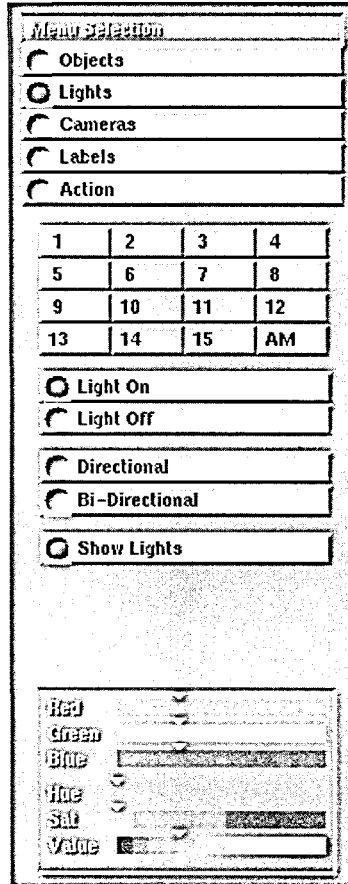 Menu Selection
Objects
Lights
Cameras
Labels
Action
1 2 3 4
5 6 7 8
9 10 11 12
13 14 15 AM
Light On
Light Off
Directional
Bi-Directional
Show Lights
Red
Green
Blue
Hue
Sat
Value